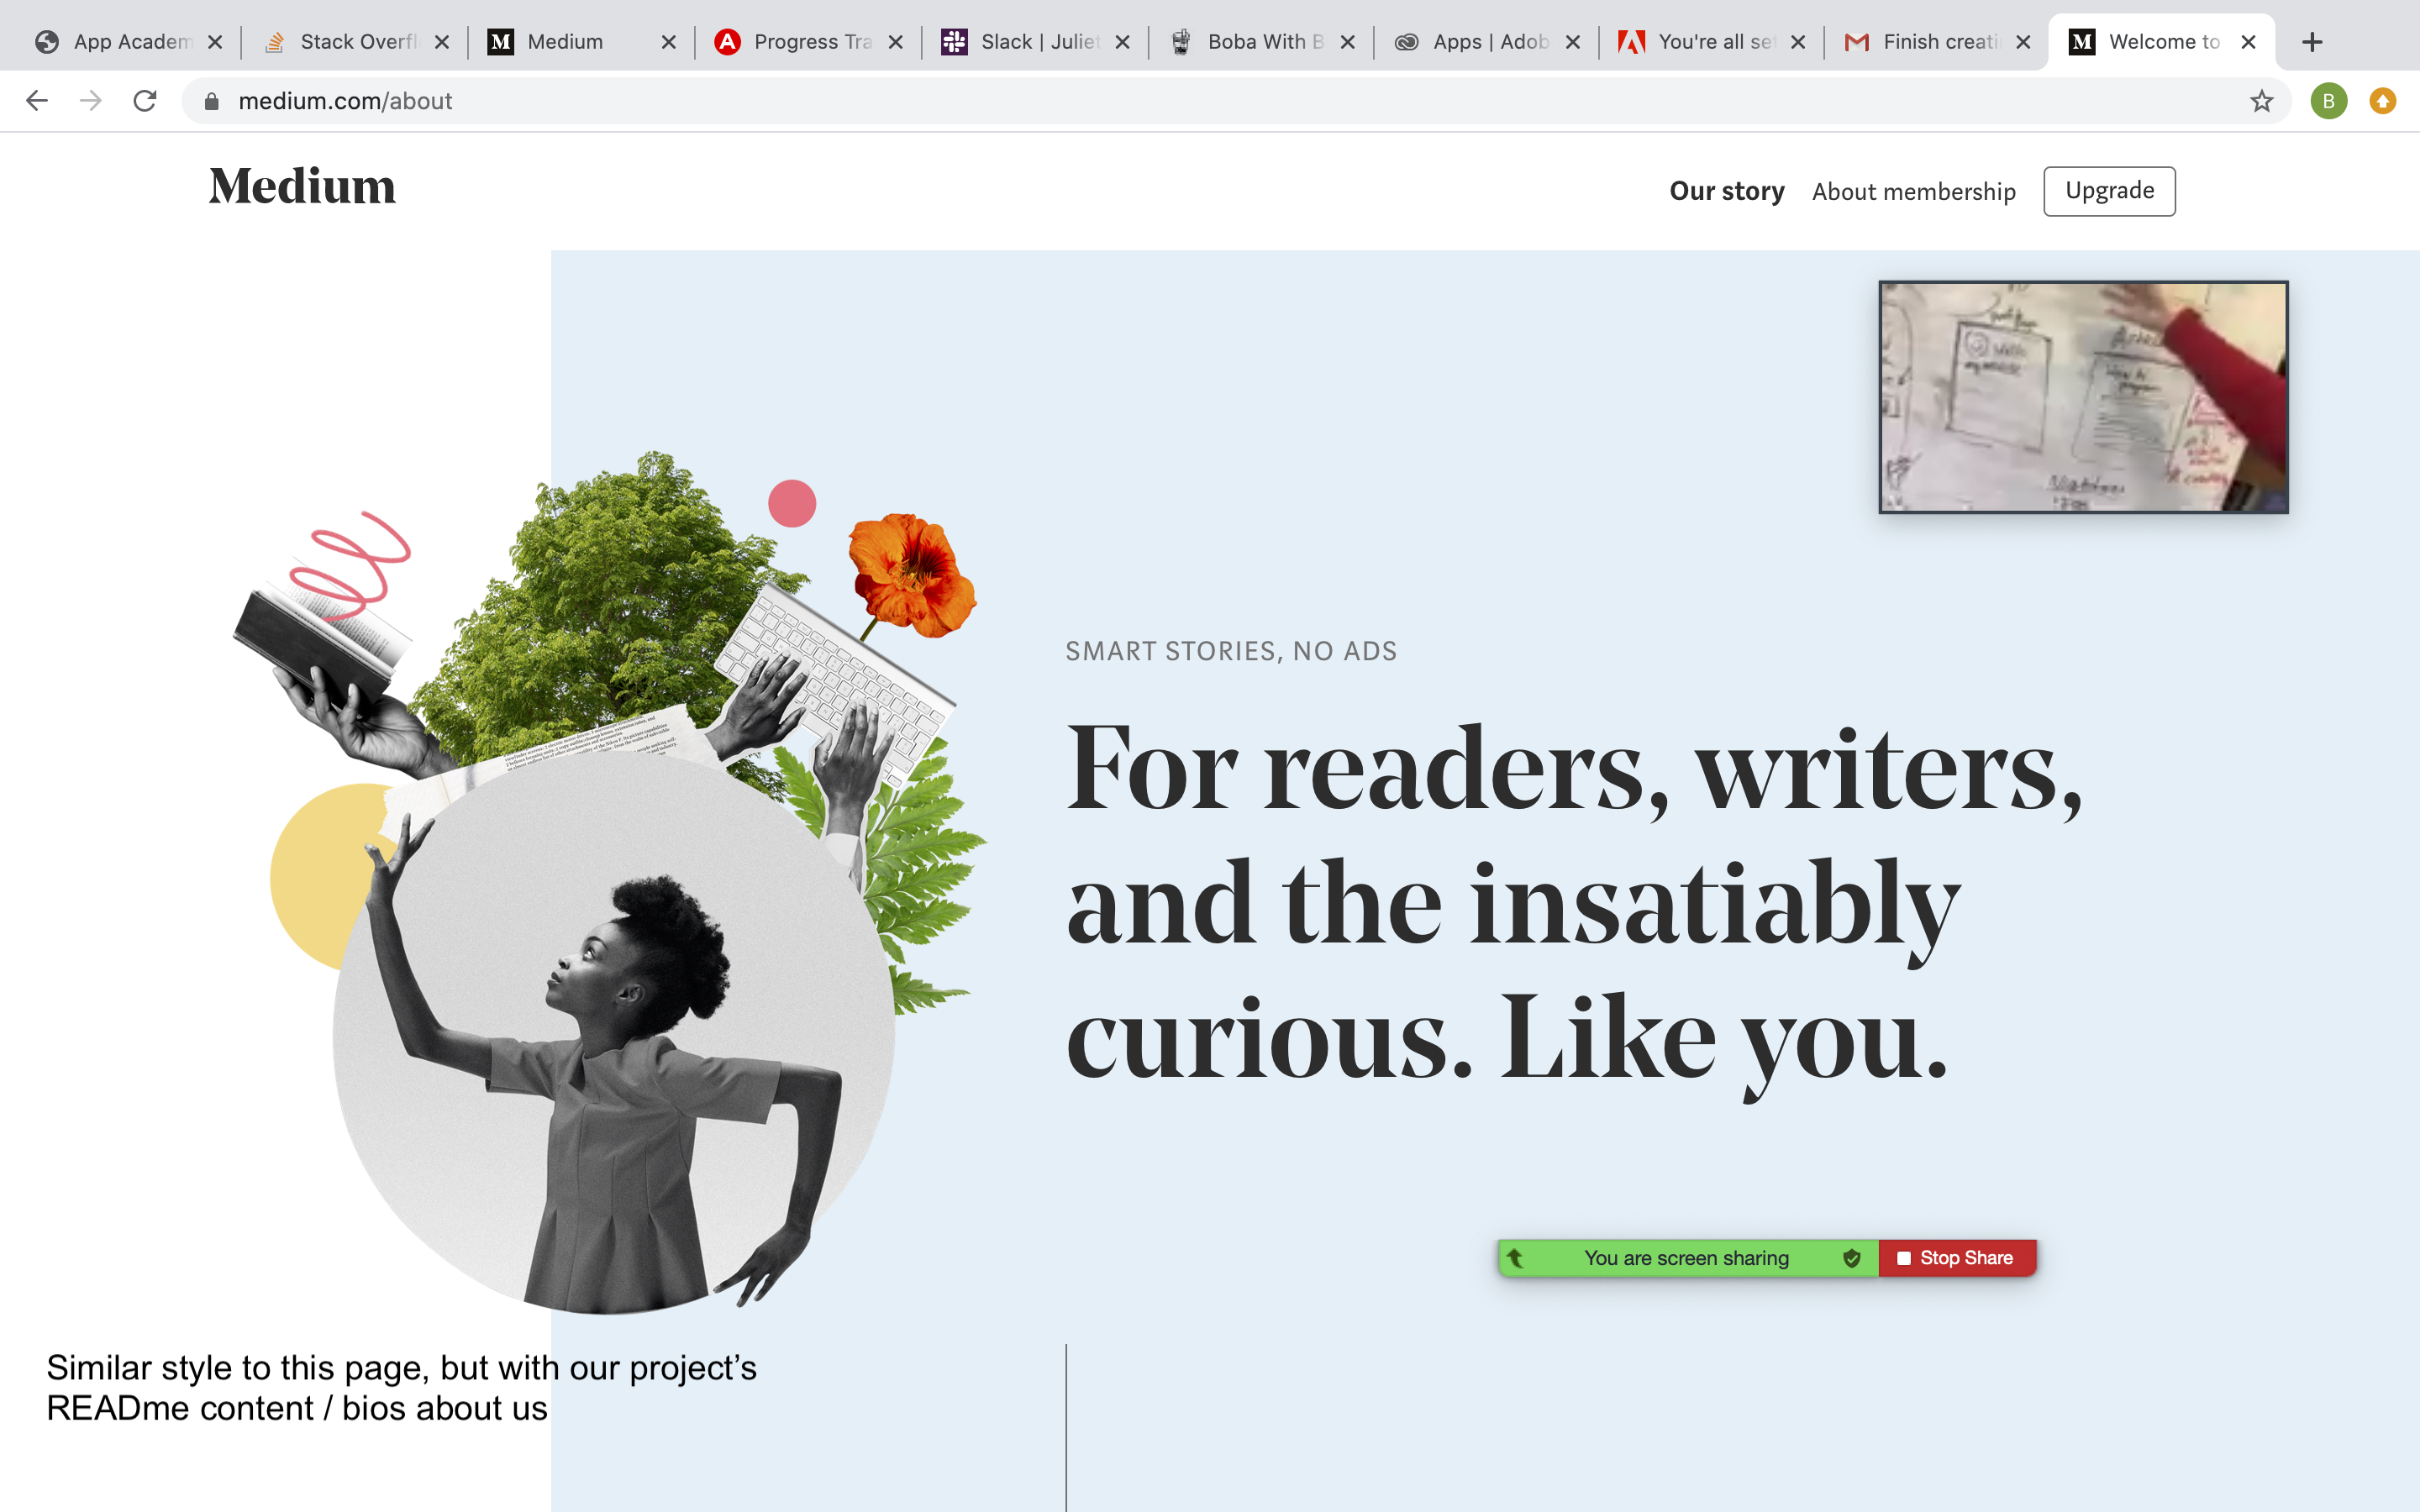 App Academ
Stack Overfl
Medium
Progress Tra
Slack | Juliet
Boba With B
Apps | Adob
You're all set
Finish creati
Welcome to
medium.com/about
B
Medium
Our story
About membership
Upgrade
SMART STORIES, NO ADS
For readers, writers,
and the insatiably
curious. Like you.
You are screen sharing
Stop Share
Similar style to this page, but with our project’s
READme content / bios about us